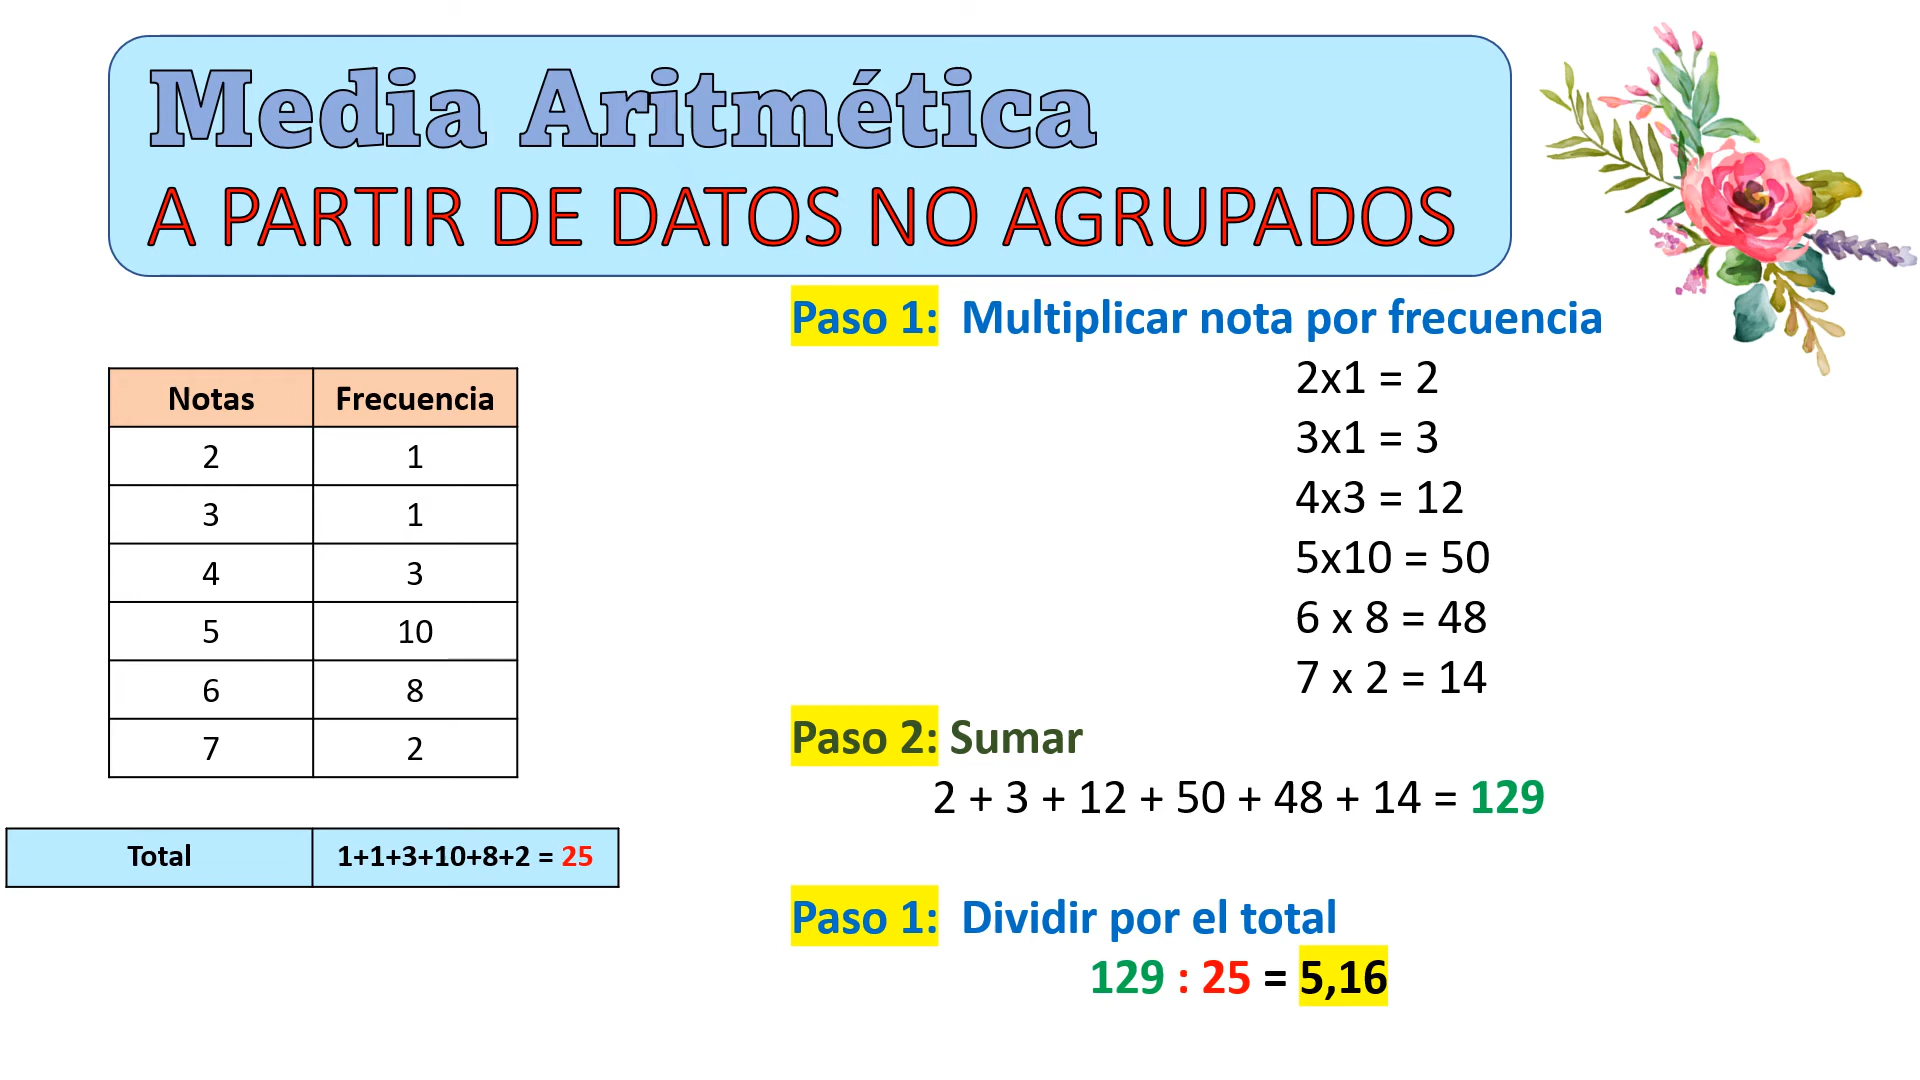 Media Aritmética
A PARTIR DE DATOS NO AGRUPADOS
Notas Frecuencia
2 1
3 1
4 3
5 10
6 8
7 2
Total 1+1+3+10+8+2 = 25
Paso 1: Multiplicar nota por frecuencia
2x1 = 2
3x1 = 3
4x3 = 12
5x10 = 50
6 x 8 = 48
7 x 2 = 14
Paso 2: Sumar
2 + 3 + 12 + 50 + 48 + 14 = 129
Paso 1: Dividir por el total
129 : 25 = 5,16